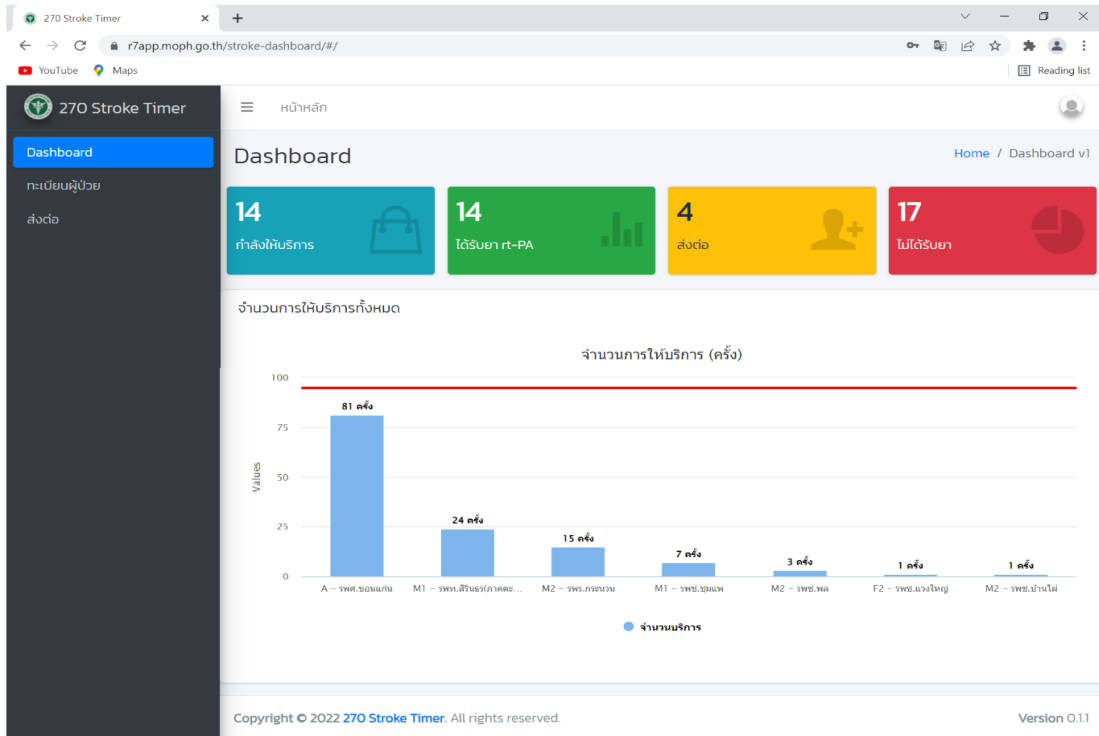 270 Stroke Timer
r7app.moph.go.th/stroke-dashboard/#/
YouTube Maps Reading list
270 Stroke Timer
หน้าหลัก
Dashboard
ทะเบียนผู้ป่วย
ส่งต่อ
Dashboard
Home / Dashboard v1
14
กำลังให้บริการ
14
ได้รับยา rt-PA
4
ส่งต่อ
17
ไม่ได้รับยา
จำนวนการให้บริการทั้งหมด
จำนวนการให้บริการ (ครั้ง)
Values
100
75
50
25
0
81 ครั้ง
24 ครั้ง
15 ครั้ง
7 ครั้ง
3 ครั้ง
1 ครั้ง
1 ครั้ง
A - รพศ.ขอนแก่น
M1 - รพท.สิรินธร(ภาคตะ...
M2 - รพร.กระนวน
M1 - รพช.ชุมแพ
M2 - รพช.พล
F2 - รพช.แวงใหญ่
M2 - รพช.บ้านไผ่
จำนวนบริการ
Copyright © 2022 270 Stroke Timer. All rights reserved.
Version 0.1.1